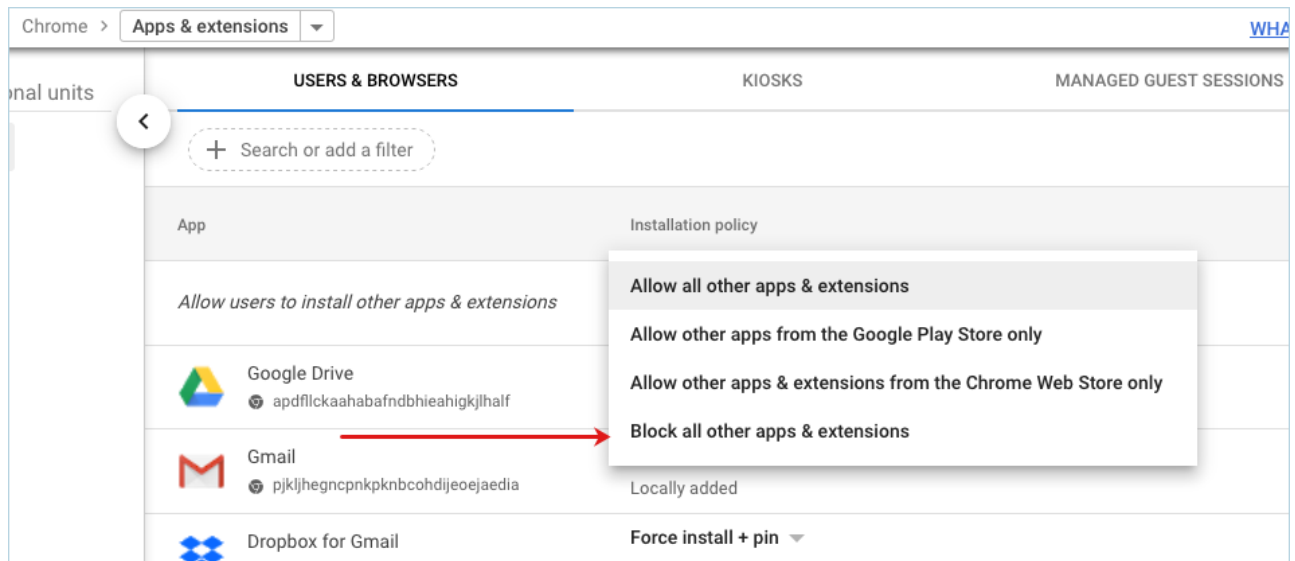 Chrome > Apps & extensions
WHA
onal units
USERS & BROWSERS
KIOSKS
MANAGED GUEST SESSIONS
Search or add a filter
App
Installation policy
Allow users to install other apps & extensions
Allow all other apps & extensions
Allow other apps from the Google Play Store only
Allow other apps & extensions from the Chrome Web Store only
Block all other apps & extensions
Google Drive
apdfllckaahabafndbhieahigkjlhalf
Gmail
pjkljhegncpnkpknbcohdijeoejaedia
Locally added
Dropbox for Gmail
Force install + pin